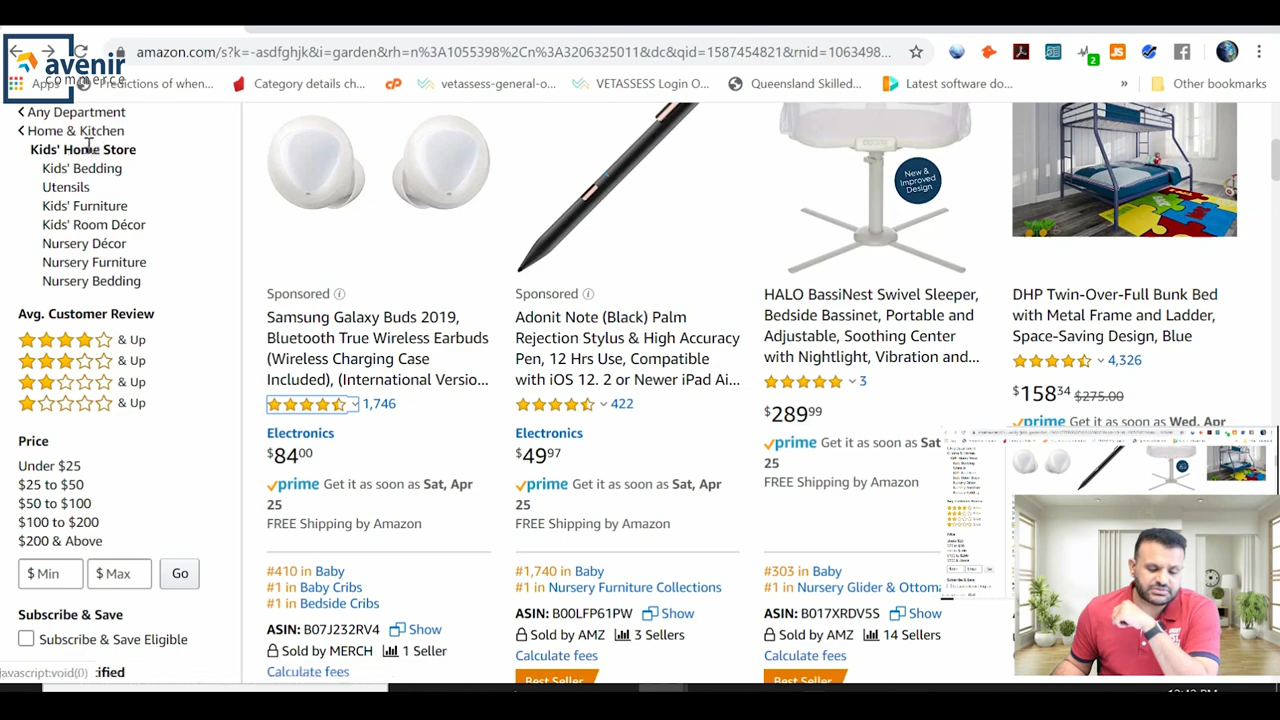 amazon.com/s?k=-asdfghjk&i=garden&rh=n%3A1055398%2Cn%3A3206325011&dc&qid=1587454821&rnid=1063498...
avenir
commerce
Apps
Predictions of when...
Category details ch...
vetassess-general-o...
VETASSESS Login O...
Queensland Skilled...
Latest software do...
»
Other bookmarks
Any Department
Home & Kitchen
Kids' Home Store
Kids' Bedding
Utensils
Kids' Furniture
Kids' Room Décor
Nursery Décor
Nursery Furniture
Nursery Bedding
Avg. Customer Review
& Up
& Up
& Up
& Up
Price
Under $25
$25 to $50
$50 to $100
$100 to $200
$200 & Above
$ Min
$ Max
Go
Subscribe & Save
Subscribe & Save Eligible
javascript:void(0)
Sponsored
Samsung Galaxy Buds 2019,
Bluetooth True Wireless Earbuds
(Wireless Charging Case
Included), (International Versio...
1,746
Electronics
$8400
prime Get it as soon as Sat, Apr
25
FREE Shipping by Amazon
#410 in Baby
#1 in Baby Cribs
#1 in Bedside Cribs
ASIN: B07J232RV4 Show
Sold by MERCH 1 Seller
Calculate fees
Sponsored
Adonit Note (Black) Palm
Rejection Stylus & High Accuracy
Pen, 12 Hrs Use, Compatible
with iOS 12. 2 or Newer iPad Ai...
422
Electronics
$4997
prime Get it as soon as Sat, Apr
25
FREE Shipping by Amazon
#1,740 in Baby
#1 in Nursery Furniture Collections
ASIN: B00LFP61PW Show
Sold by AMZ 3 Sellers
Calculate fees
Best Seller
New &
Improved
Design
HALO BassiNest Swivel Sleeper,
Bedside Bassinet, Portable and
Adjustable, Soothing Center
with Nightlight, Vibration and...
3
$28999
prime Get it as soon as Sat
25
FREE Shipping by Amazon
#303 in Baby
#1 in Nursery Glider & Ottom
ASIN: B017XRDV5S Show
Sold by AMZ 14 Sellers
Calculate fees
Best Seller
DHP Twin-Over-Full Bunk Bed
with Metal Frame and Ladder,
Space-Saving Design, Blue
4,326
$15834 $275.00
prime Get it as soon as Wed, Apr